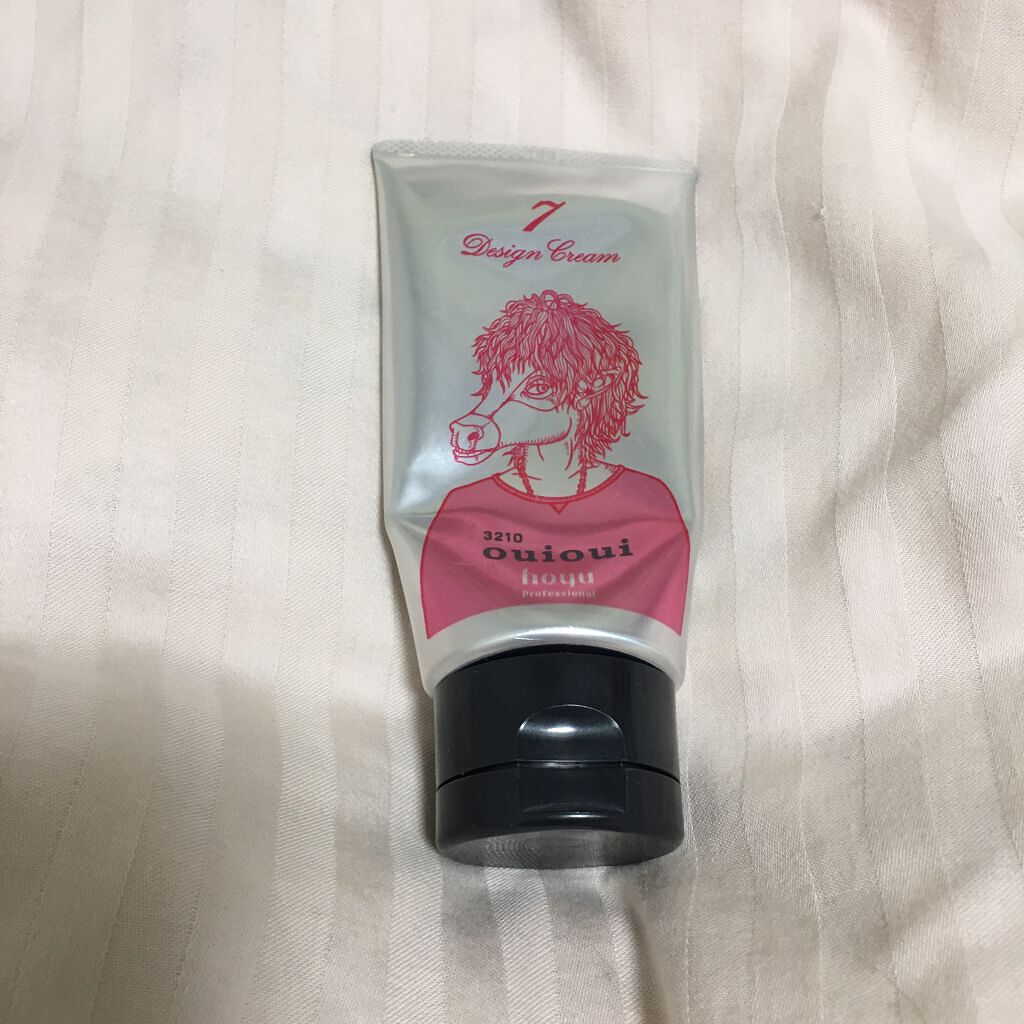 7
Design Cream
3210
ouioui
hoyu
Professional